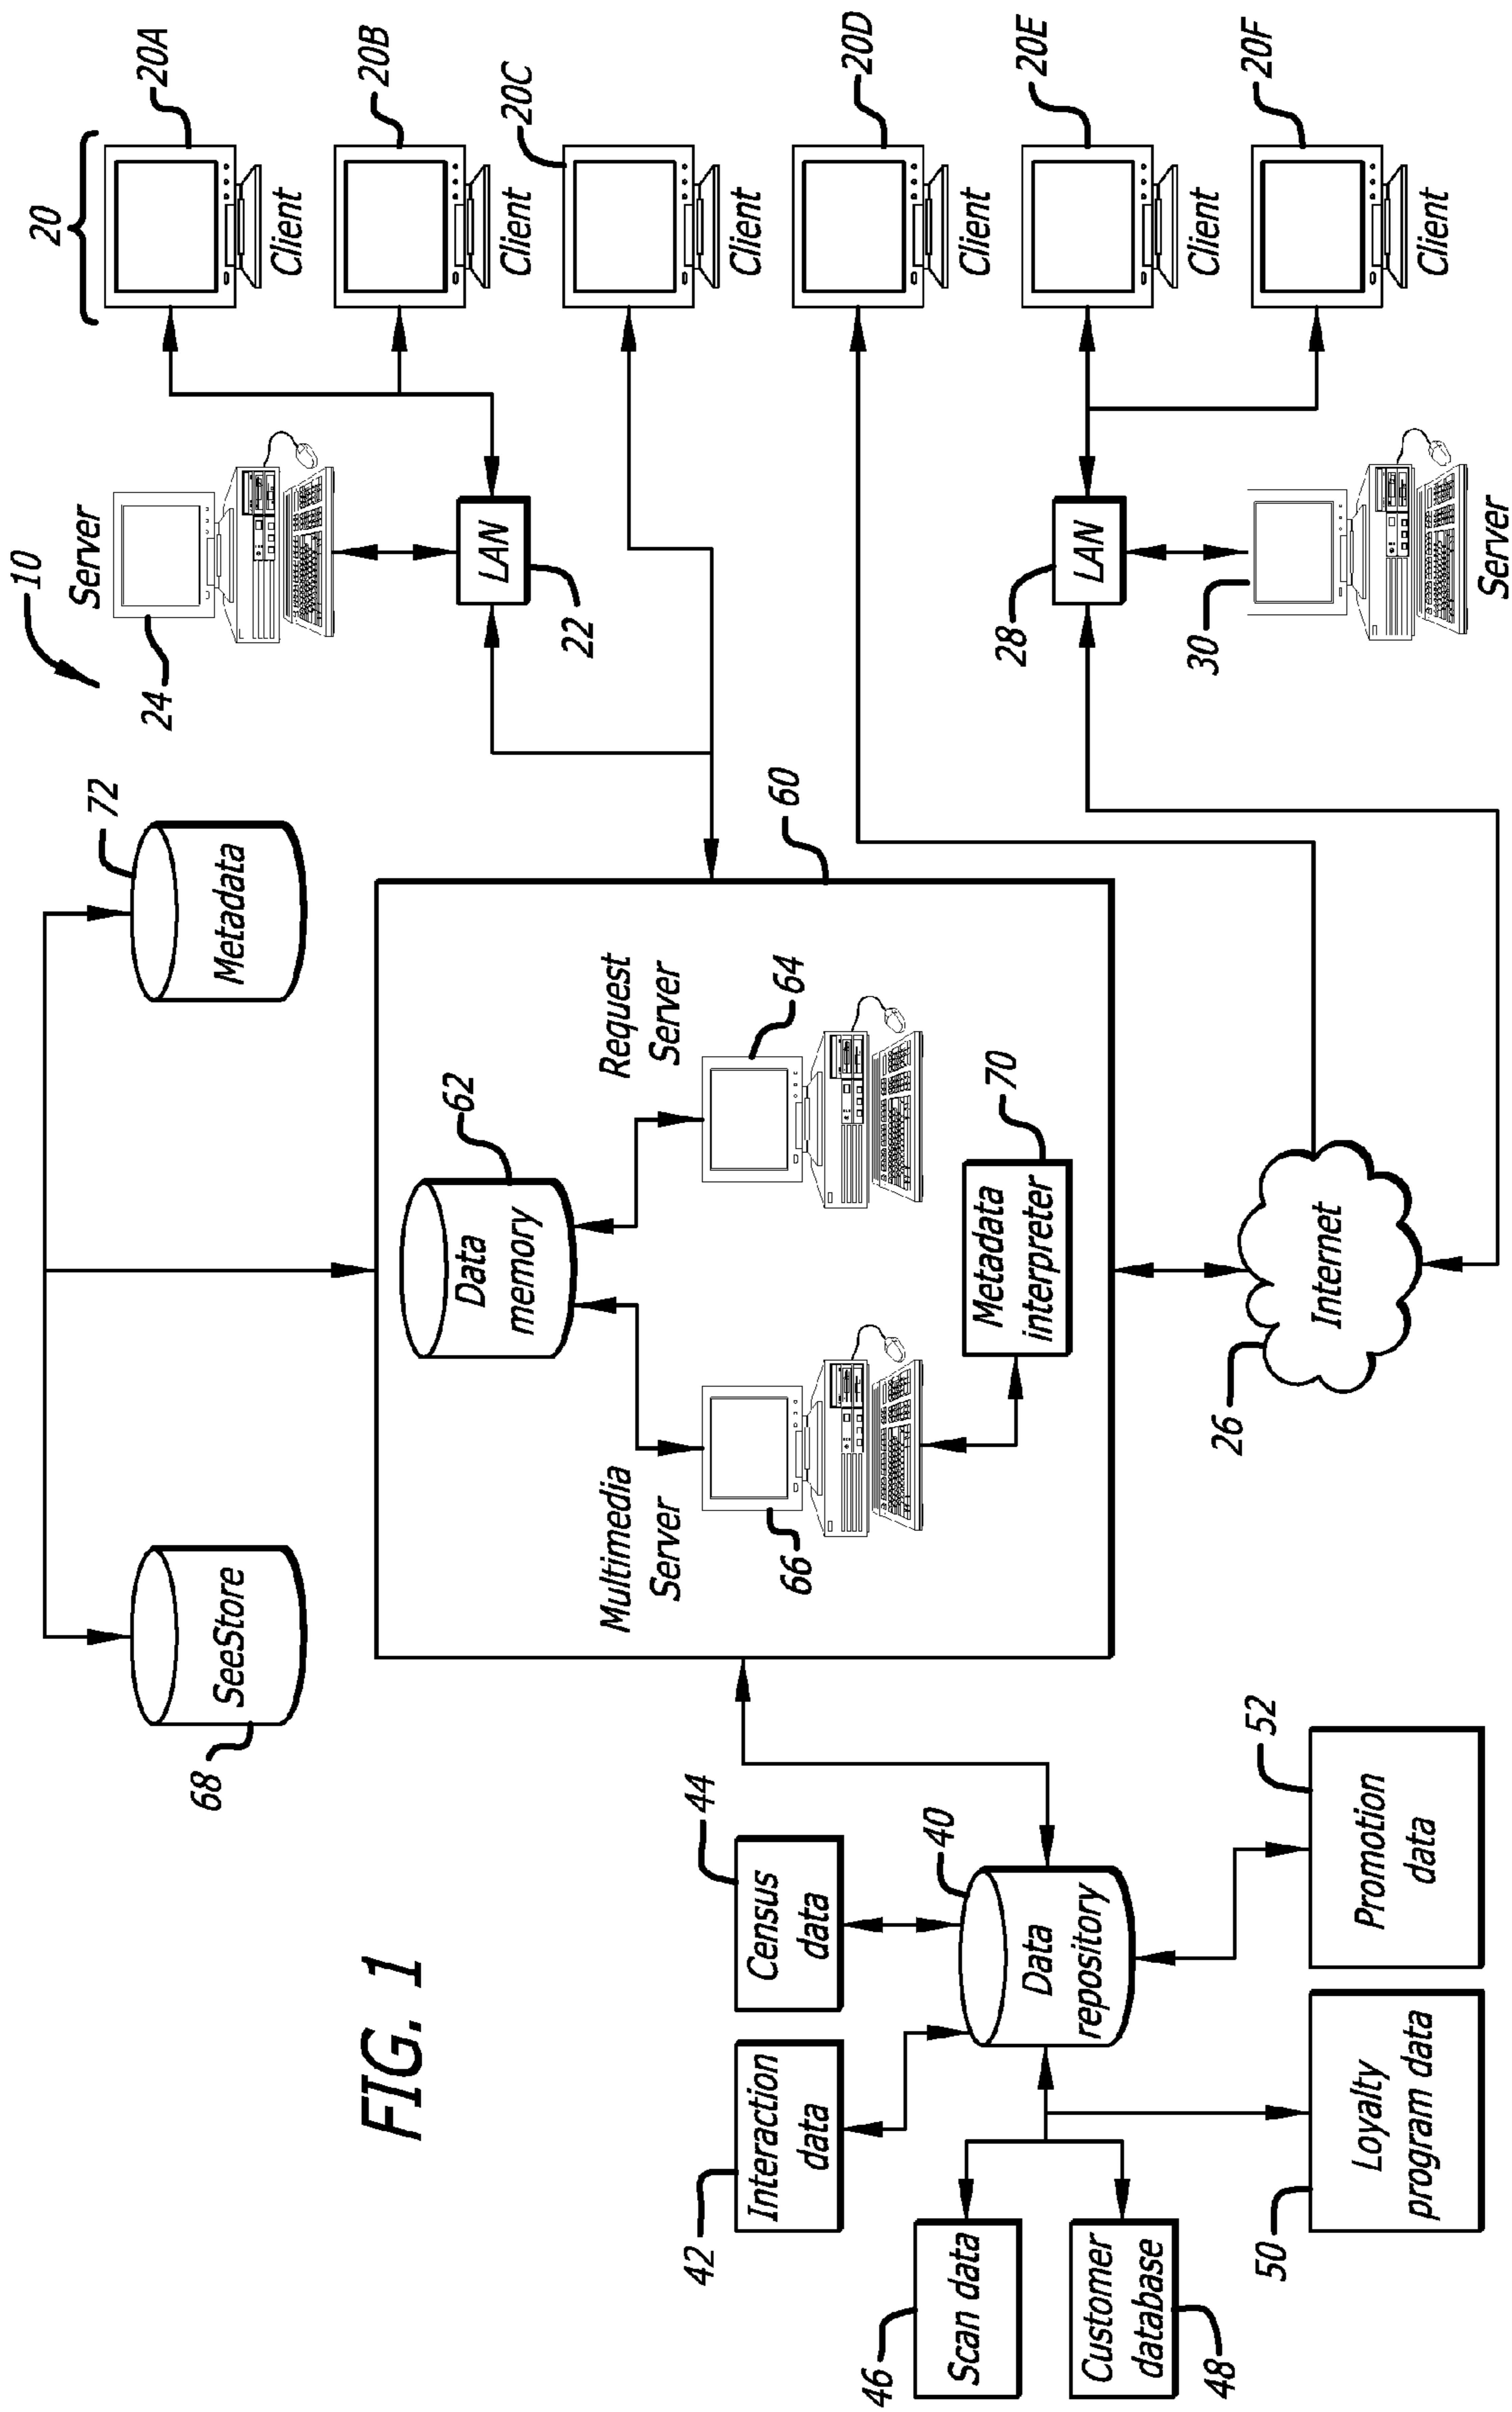 FIG. 1
10
20
20A
Client
20B
Client
20C
Client
20D
Client
20E
Client
20F
Client
Server
24
LAN
22
LAN
28
30
Server
72
Metadata
SeeStore
68
60
Data
memory
62
Request
Server
64
Multimedia
Server
66
Metadata
interpreter
70
Internet
26
Interaction
data
42
Census
data
44
Data
repository
40
Scan data
46
Customer
database
48
Loyalty
program data
50
Promotion
data
52